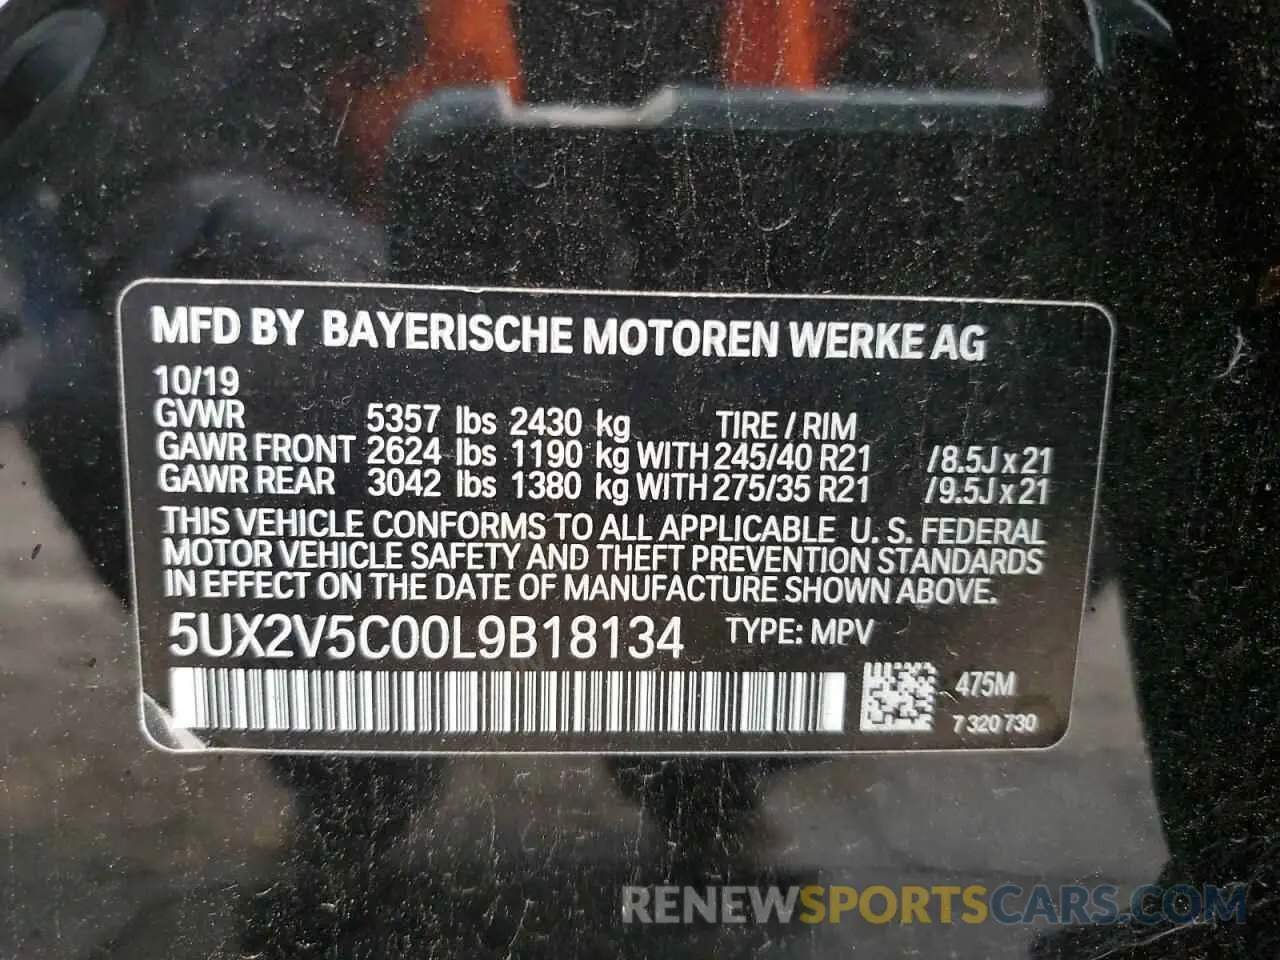 MFD BY BAYERISCHE MOTOREN WERKE AG
10/19
GVWR 5357 lbs 2430 kg TIRE / RIM
GAWR FRONT 2624 lbs 1190 kg WITH 245/40 R21 /8.5J x 21
GAWR REAR 3042 lbs 1380 kg WITH 275/35 R21 /9.5J x 21
THIS VEHICLE CONFORMS TO ALL APPLICABLE U. S. FEDERAL
MOTOR VEHICLE SAFETY AND THEFT PREVENTION STANDARDS
IN EFFECT ON THE DATE OF MANUFACTURE SHOWN ABOVE.
5UX2V5C00L9B18134 TYPE: MPV
475M
7 320 730
RENEWSPORTSCARS.COM